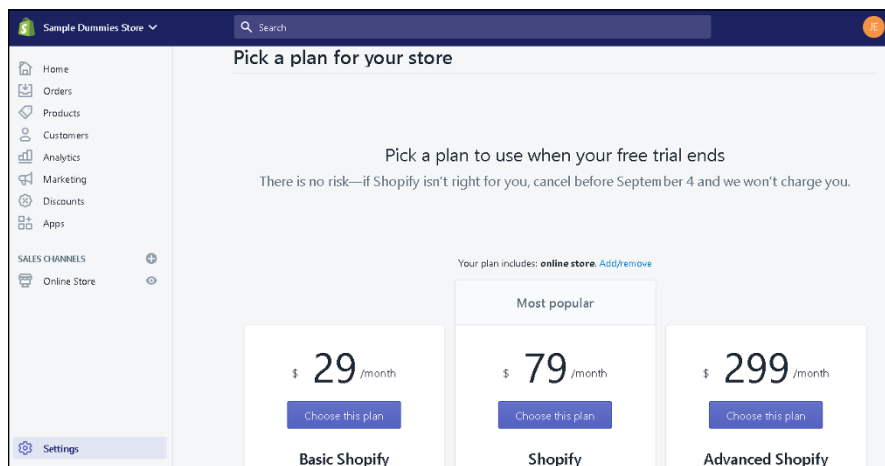 Sample Dummies Store
Search
JE
Home
Orders
Products
Customers
Analytics
Marketing
Discounts
Apps
SALES CHANNELS
Online Store
Settings
Pick a plan for your store
Pick a plan to use when your free trial ends
There is no risk—if Shopify isn't right for you, cancel before September 4 and we won't charge you.
Your plan includes: online store. Add/remove
Most popular
$ 29 /month
Choose this plan
Basic Shopify
$ 79 /month
Choose this plan
Shopify
$ 299 /month
Choose this plan
Advanced Shopify